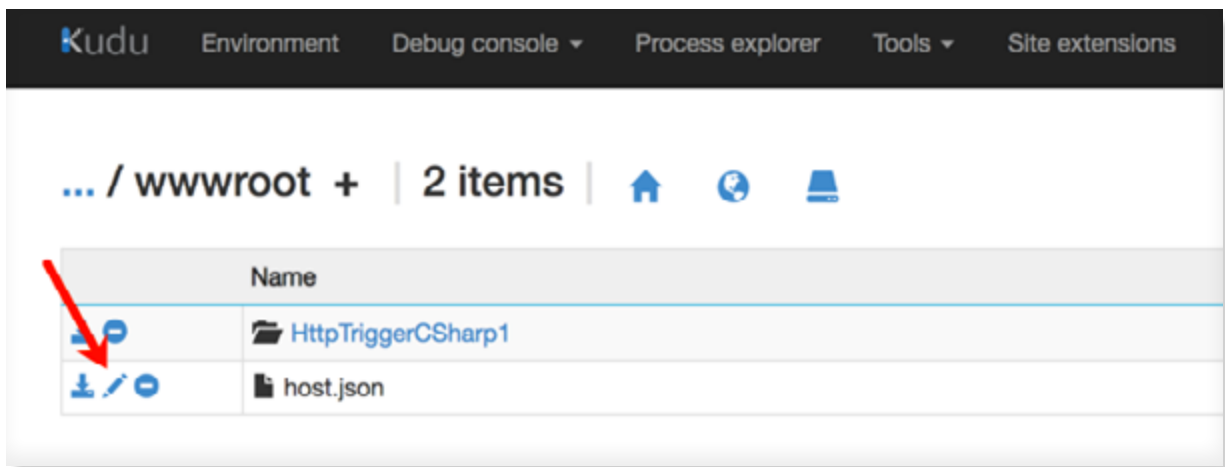 Kudu Environment Debug console Process explorer Tools Site extensions
... / wwwroot + 2 items
Name
HttpTriggerCSharp1
host.json